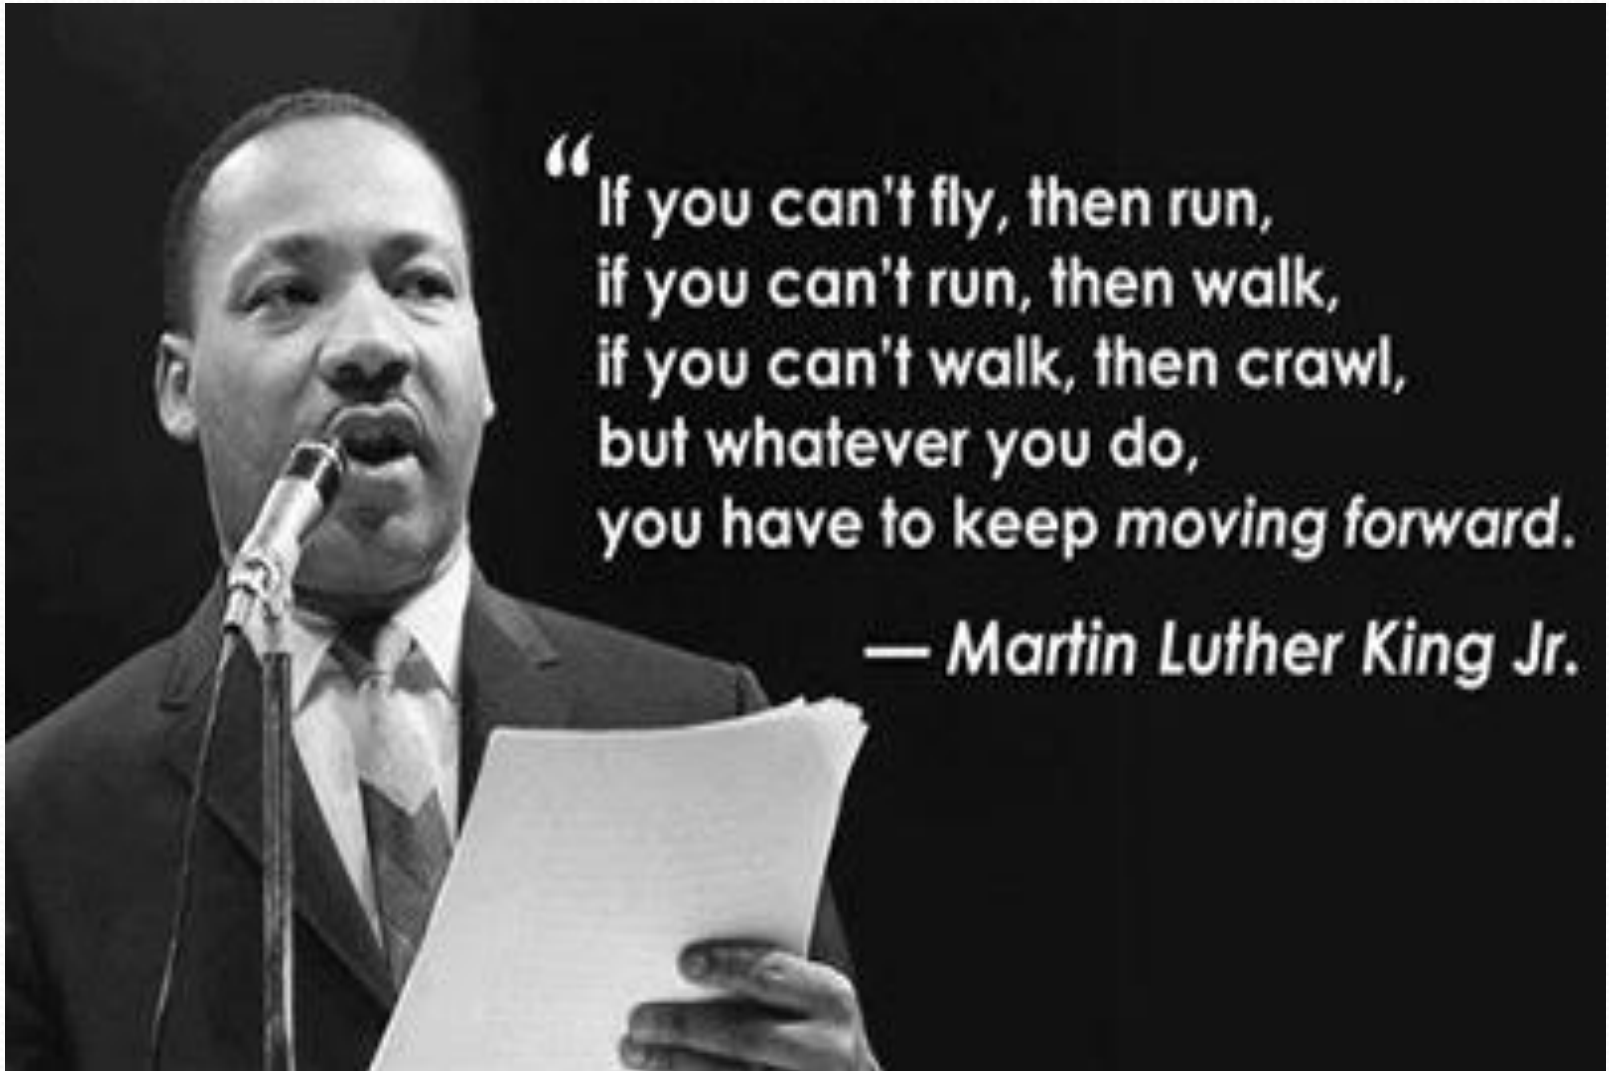 “If you can't fly, then run,
if you can't run, then walk,
if you can't walk, then crawl,
but whatever you do,
you have to keep moving forward.
— Martin Luther King Jr.